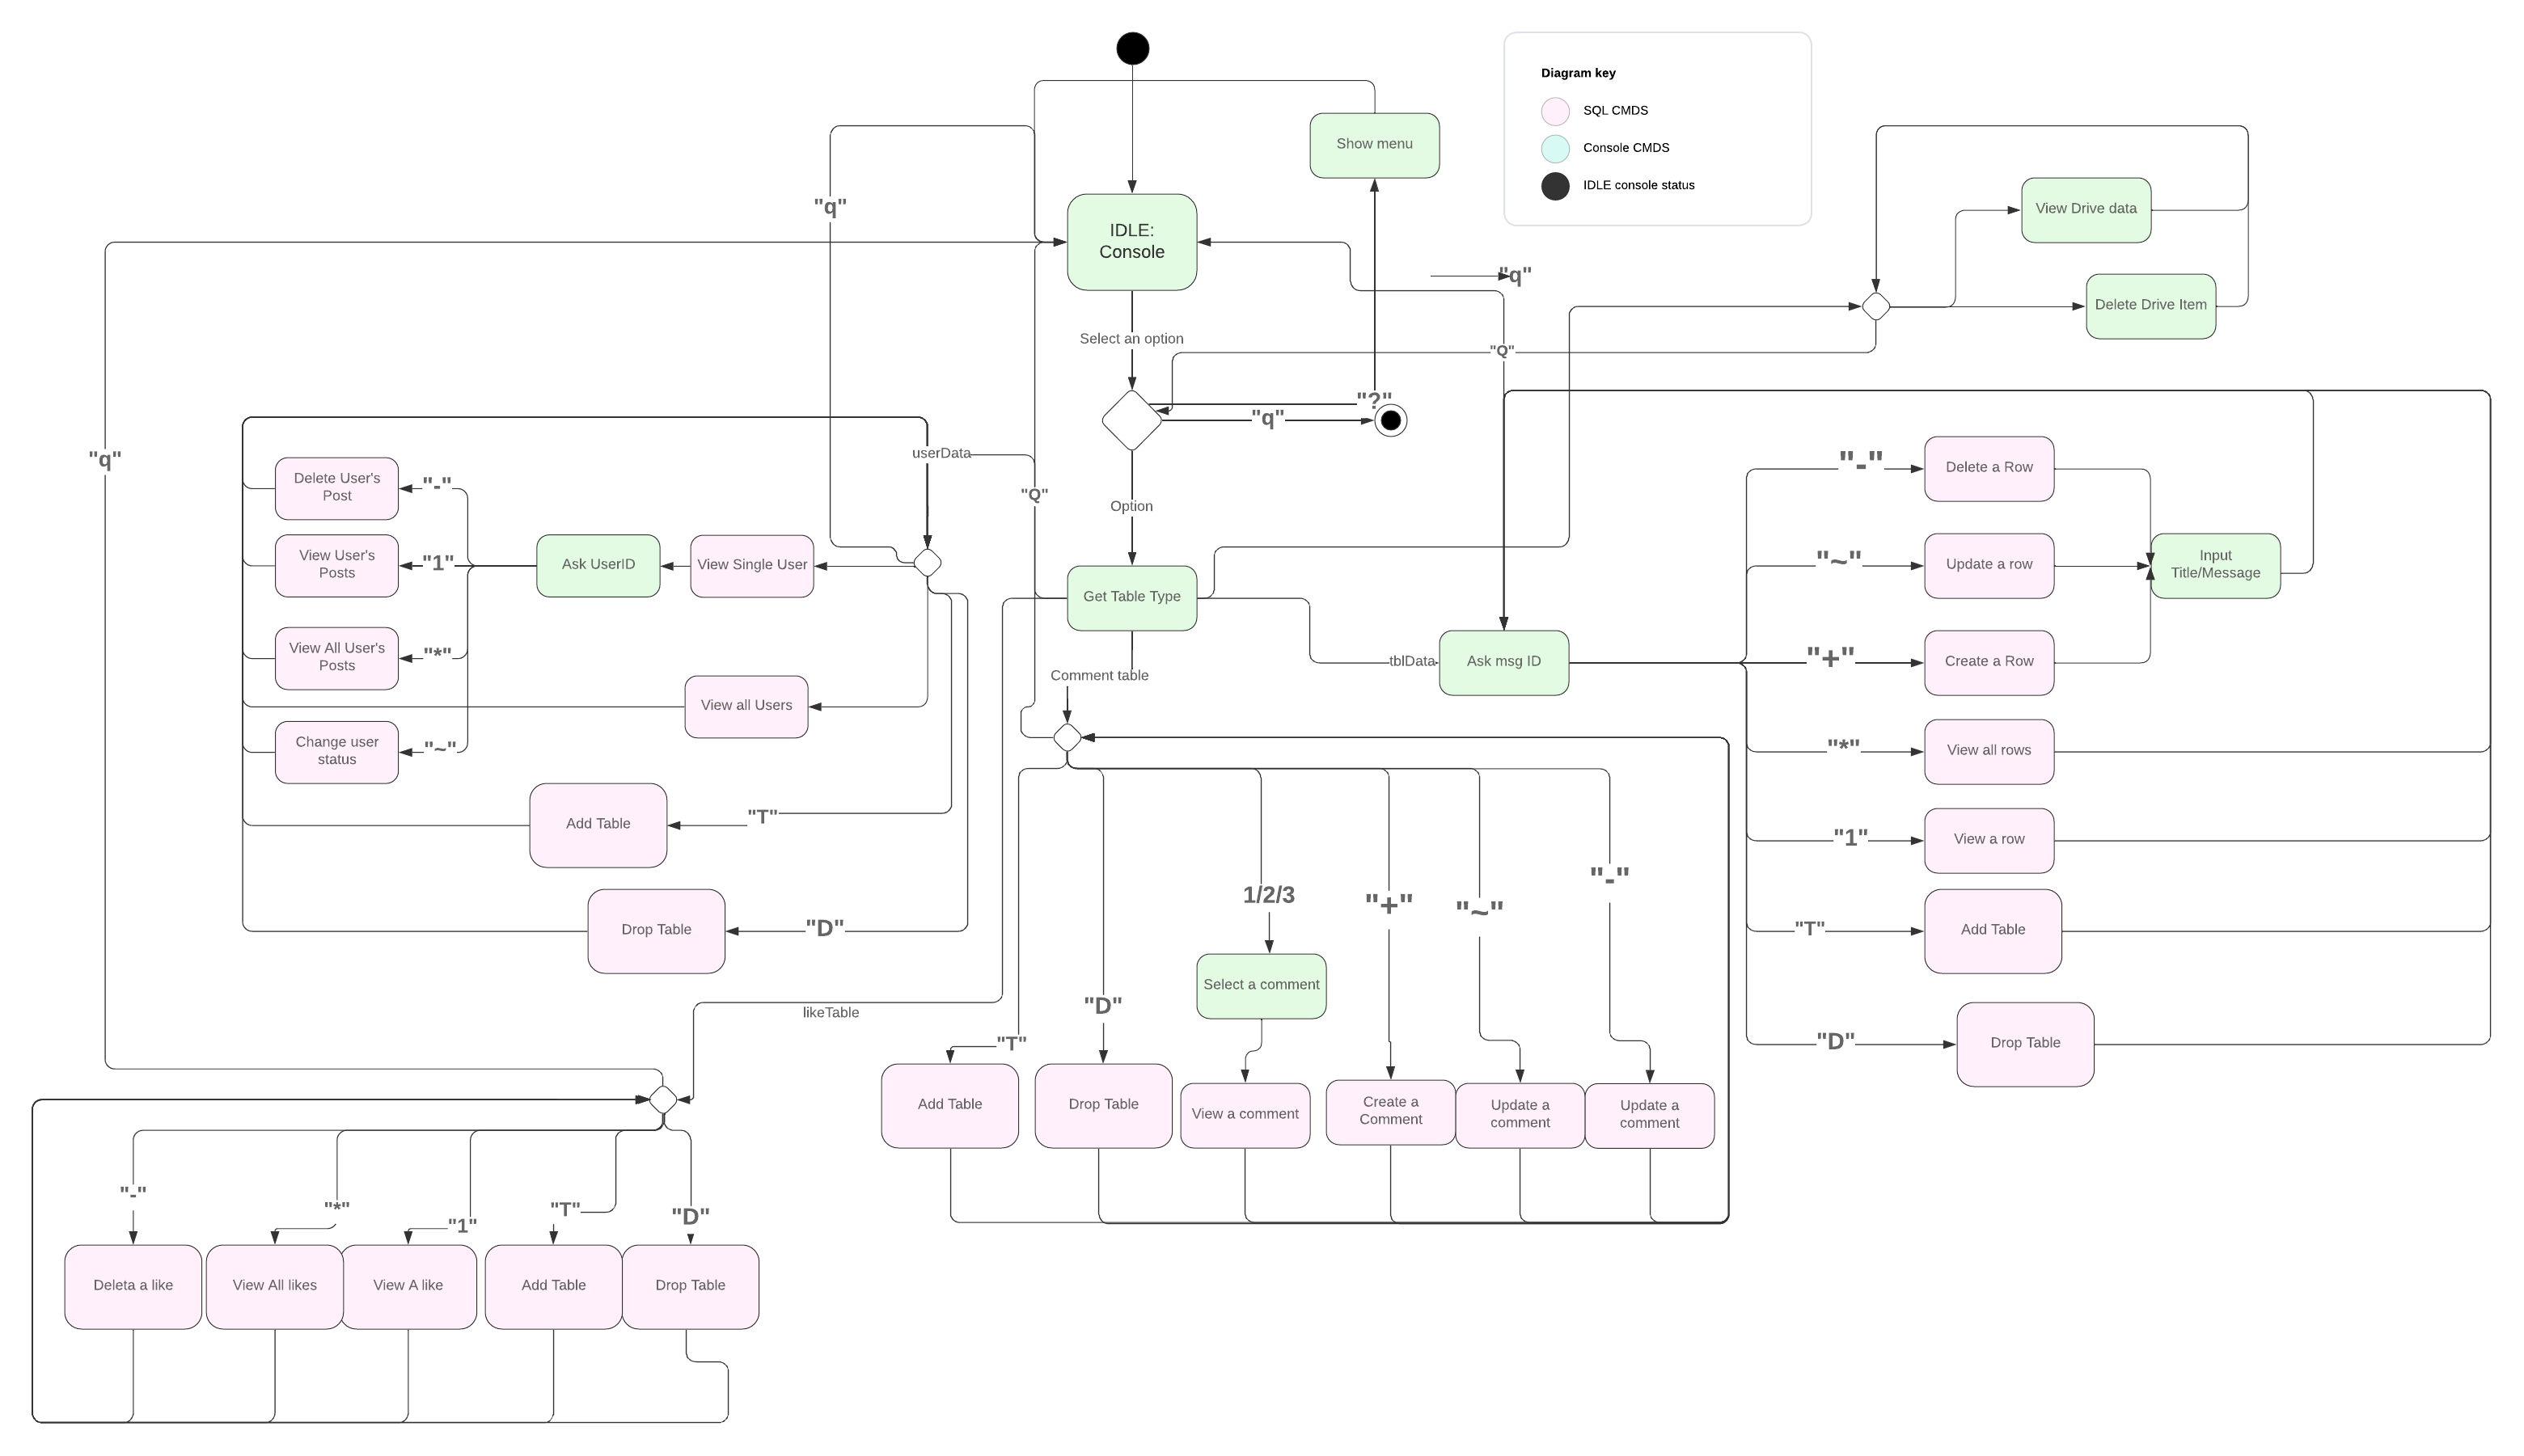 Diagram key
SQL CMDS
Console CMDS
IDLE console status
Show menu
"q"
View Drive data
IDLE:
Console
"q"
Delete Drive Item
Select an option
"Q"
"?"
"q"
"q"
userData
"-"
Delete a Row
Delete User's
Post
"-"
"Q"
Option
View User's
Posts
"1"
Ask UserID
View Single User
"~"
Update a row
Input
Title/Message
Get Table Type
View All User's
Posts
"*"
tblData
Ask msg ID
"+"
Create a Row
Comment table
View all Users
Change user
status
"~"
"*"
View all rows
Add Table
"T"
"1"
View a row
1/2/3
"+"
"~"
"-"
Drop Table
"D"
"T"
Add Table
Select a comment
likeTable
"D"
"T"
"D"
Drop Table
Add Table
Drop Table
View a comment
Create a
Comment
Update a
comment
Update a
comment
"-"
"*"
"1"
"T"
"D"
Deleta a like
View All likes
View A like
Add Table
Drop Table